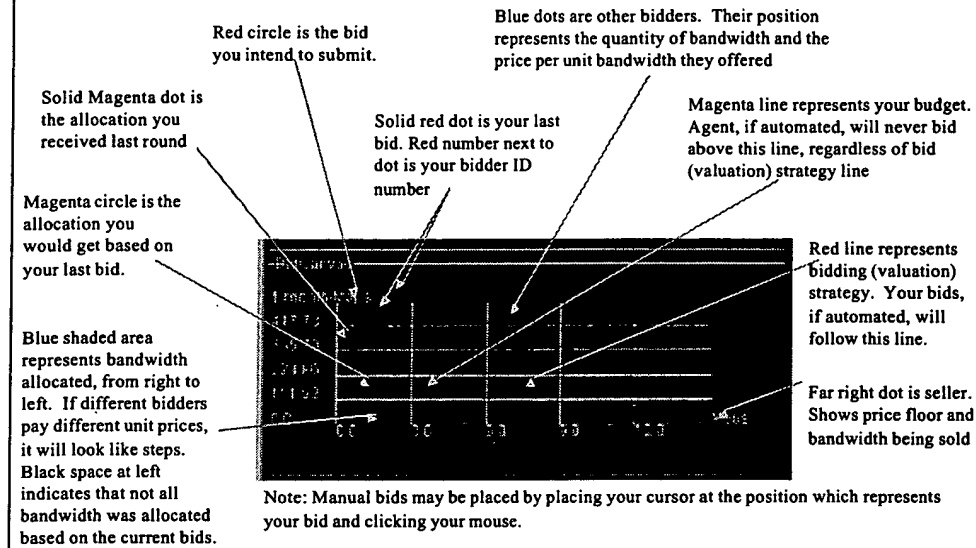 Red circle is the bid
you intend to submit.
Blue dots are other bidders. Their position
represents the quantity of bandwidth and the
price per unit bandwidth they offered
Solid Magenta dot is
the allocation you
received last round
Solid red dot is your last
bid. Red number next to
dot is your bidder ID
number
Magenta line represents your budget.
Agent, if automated, will never bid
above this line, regardless of bid
(valuation) strategy line
Magenta circle is the
allocation you
would get based on
your last bid.
Red line represents
bidding (valuation)
strategy. Your bids,
if automated, will
follow this line.
Blue shaded area
represents bandwidth
allocated, from right to
left. If different bidders
pay different unit prices,
it will look like steps.
Black space at left
indicates that not all
bandwidth was allocated
based on the current bids.
Far right dot is seller.
Shows price floor and
bandwidth being sold
Note: Manual bids may be placed by placing your cursor at the position which represents
your bid and clicking your mouse.